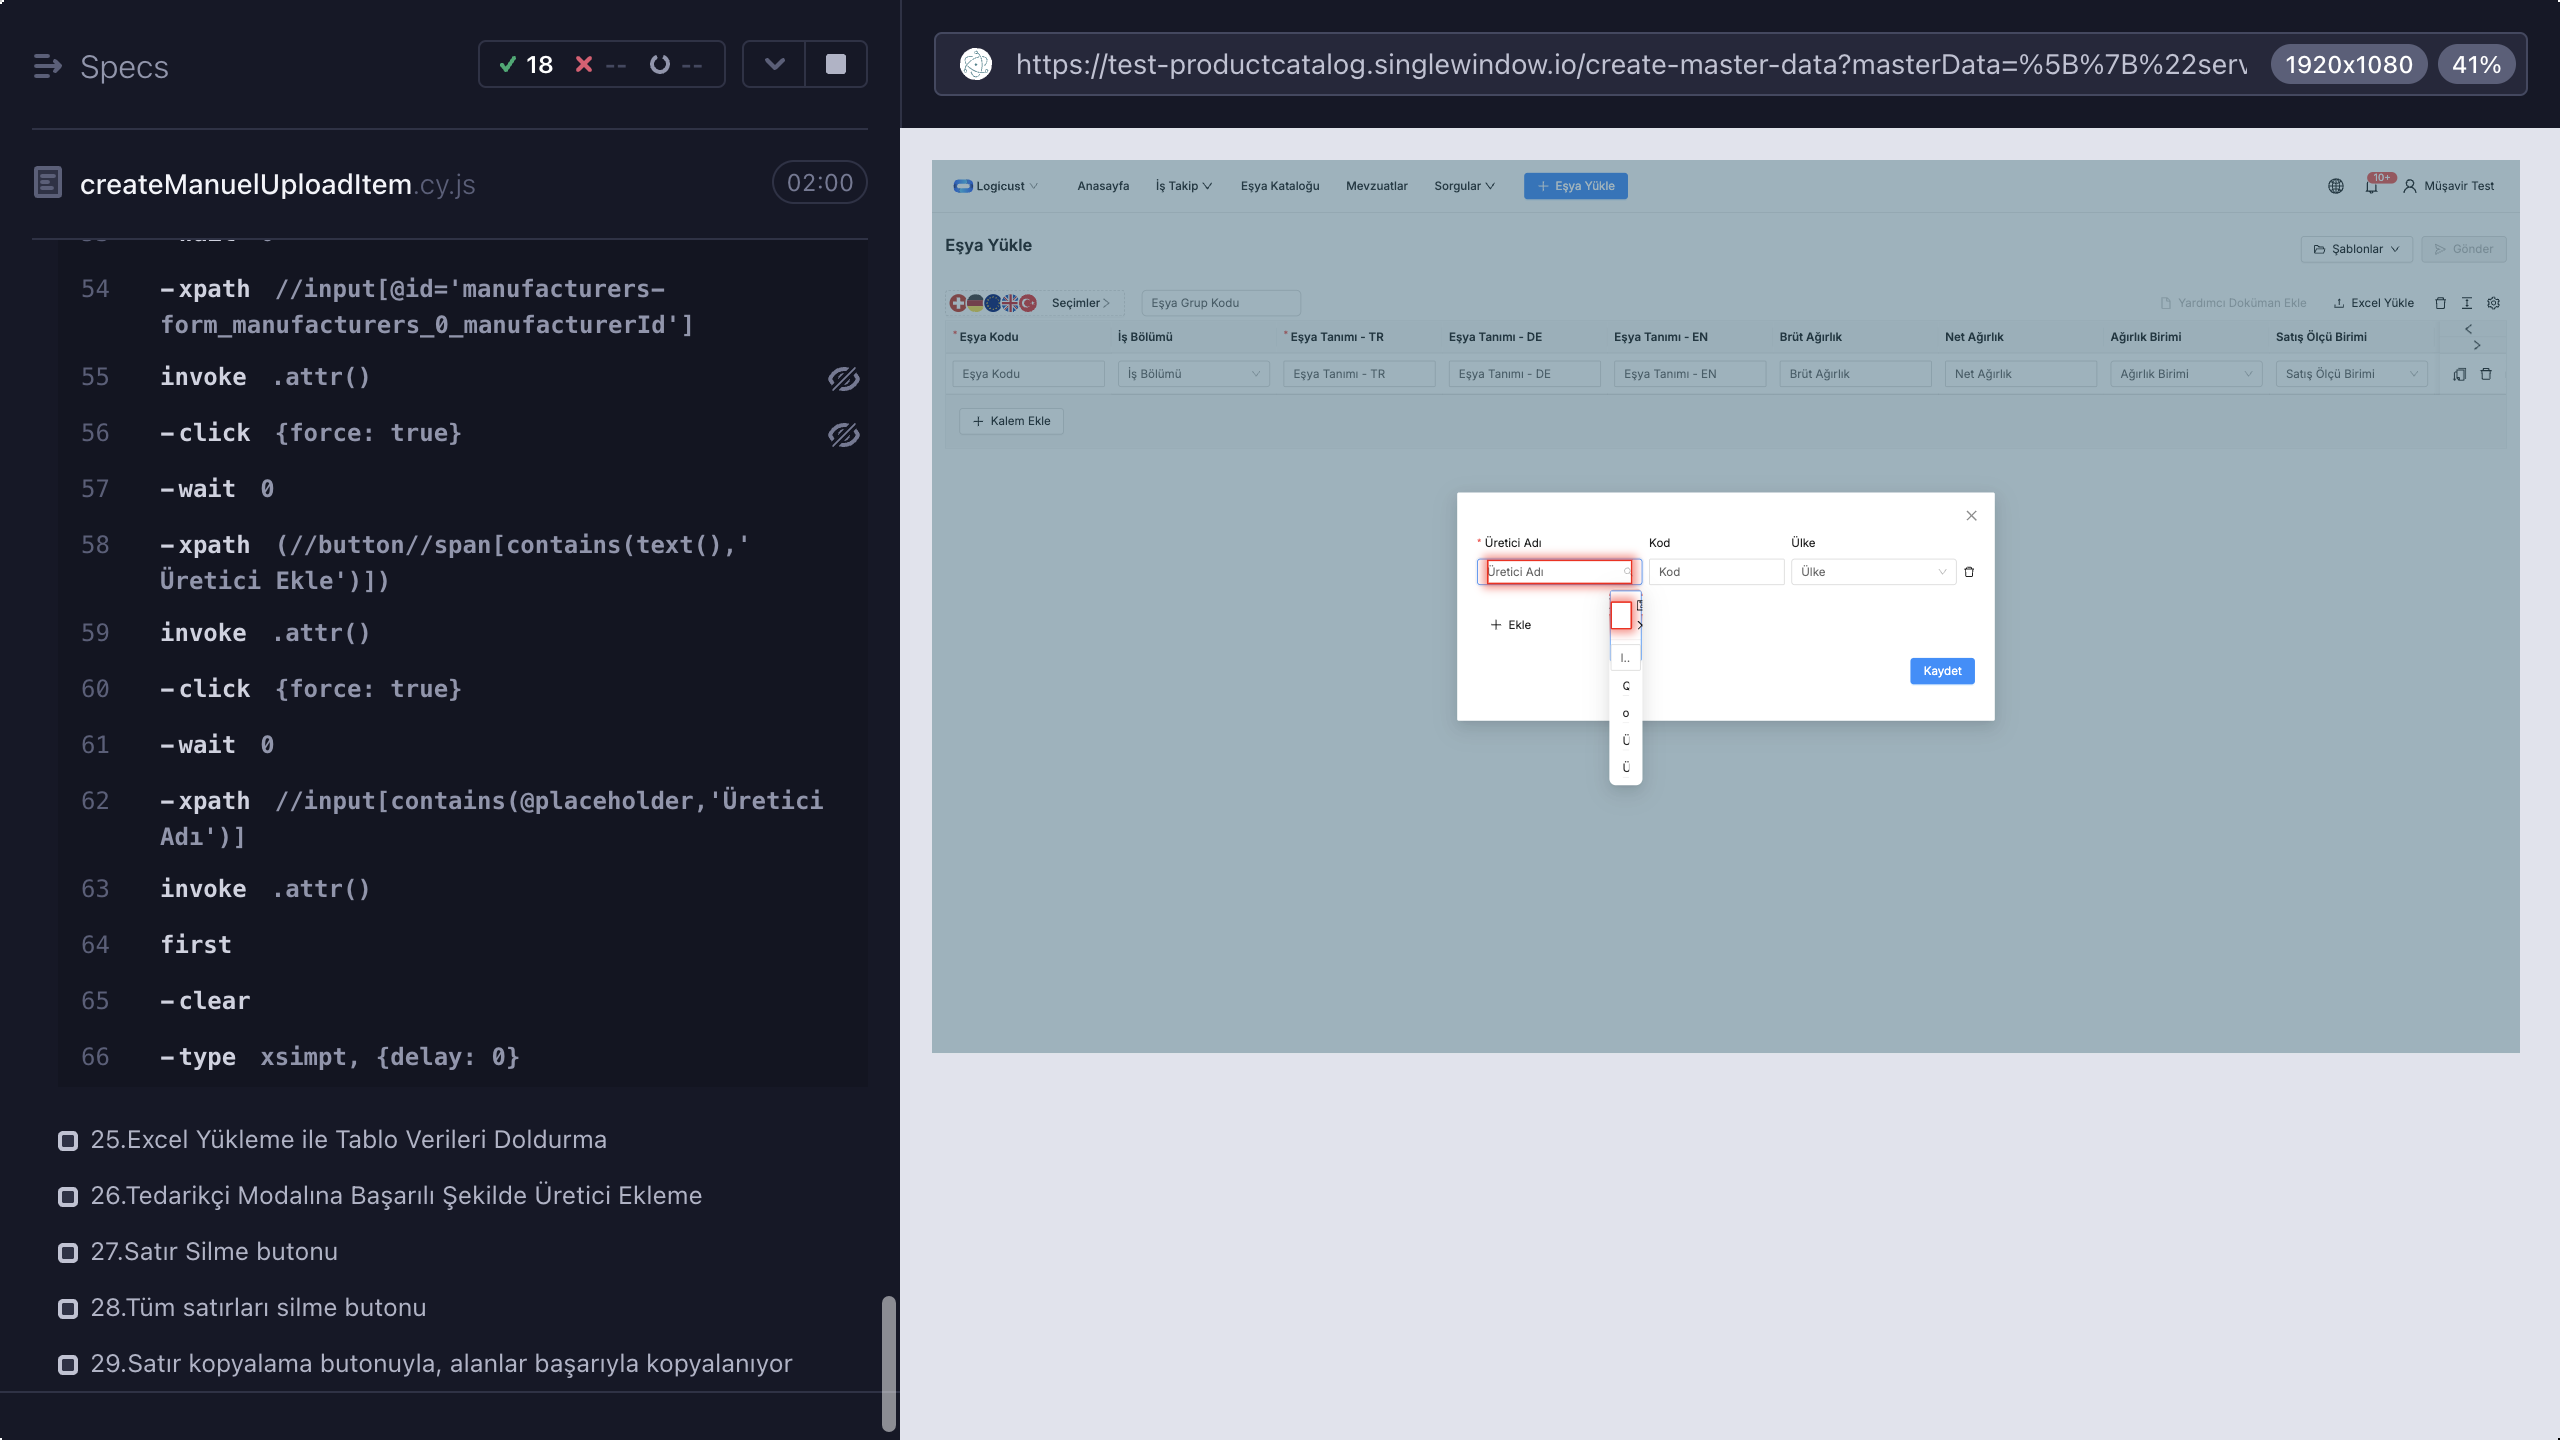 Specs
18
--
--
createManuelUploadItem.cy.js
02:00
54 -xpath //input[@id='manufacturers-
form_manufacturers_0_manufacturerId']
55 invoke .attr()
56 -click {force: true}
57 -wait 0
58 -xpath (//button//span[contains(text(),'
Üretici Ekle')])
59 invoke .attr()
60 -click {force: true}
61 -wait 0
62 -xpath //input[contains(@placeholder,'Üretici
Adı')]
63 invoke .attr()
64 first
65 -clear
66 -type xsimpt, {delay: 0}
25.Excel Yükleme ile Tablo Verileri Doldurma
26.Tedarikçi Modalına Başarılı Şekilde Üretici Ekleme
27.Satır Silme butonu
28.Tüm satırları silme butonu
29.Satır kopyalama butonuyla, alanlar başarıyla kopyalanıyor
https://test-productcatalog.singlewindow.io/create-master-data?masterData=%5B%7B%22serv
1920x1080
41%
Logicust
Anasayfa
İş Takip
Eşya Kataloğu
Mevzuatlar
Sorgular
+ Eşya Yükle
10+
Müşavir Test
Eşya Yükle
Şablonlar
Gönder
Seçimler
Eşya Grup Kodu
Yardımcı Doküman Ekle
Excel Yükle
* Eşya Kodu
İş Bölümü
* Eşya Tanımı - TR
Eşya Tanımı - DE
Eşya Tanımı - EN
Brüt Ağırlık
Net Ağırlık
Ağırlık Birimi
Satış Ölçü Birimi
Eşya Kodu
İş Bölümü
Eşya Tanımı - TR
Eşya Tanımı - DE
Eşya Tanımı - EN
Brüt Ağırlık
Net Ağırlık
Ağırlık Birimi
Satış Ölçü Birimi
+ Kalem Ekle
* Üretici Adı
Kod
Ülke
Üretici Adı
Kod
Ülke
+ Ekle
Kaydet
o
Ü
Ü